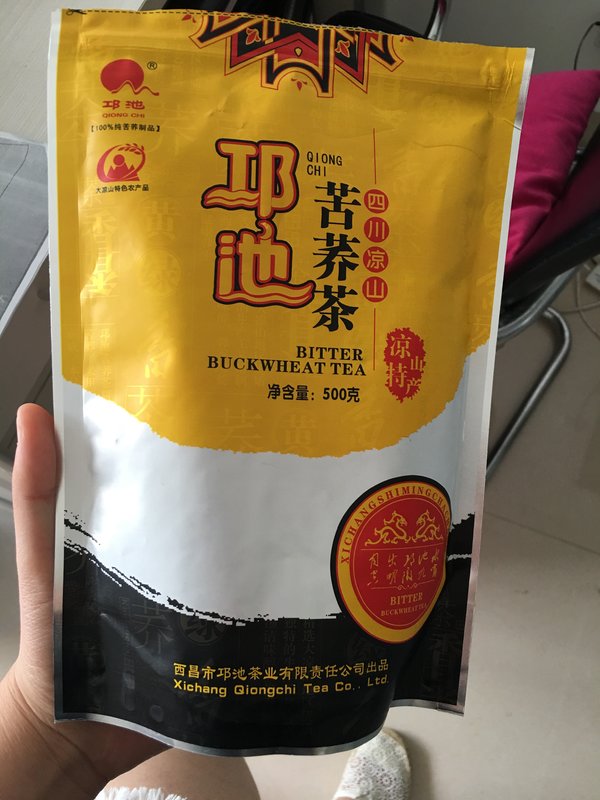 邛池
QIONG CHI
【100%纯苦荞制品】
大凉山特色农产品
邛池
QIONG
CHI
苦荞茶
四川凉山
BITTER
BUCKWHEAT TEA
净含量：500克
凉山
特产
XICHANGSHIMINGCHA
BITTER
BUCKWHEAT TEA
西昌市邛池茶业有限责任公司出品
Xichang Qiongchi Tea Co., Ltd.